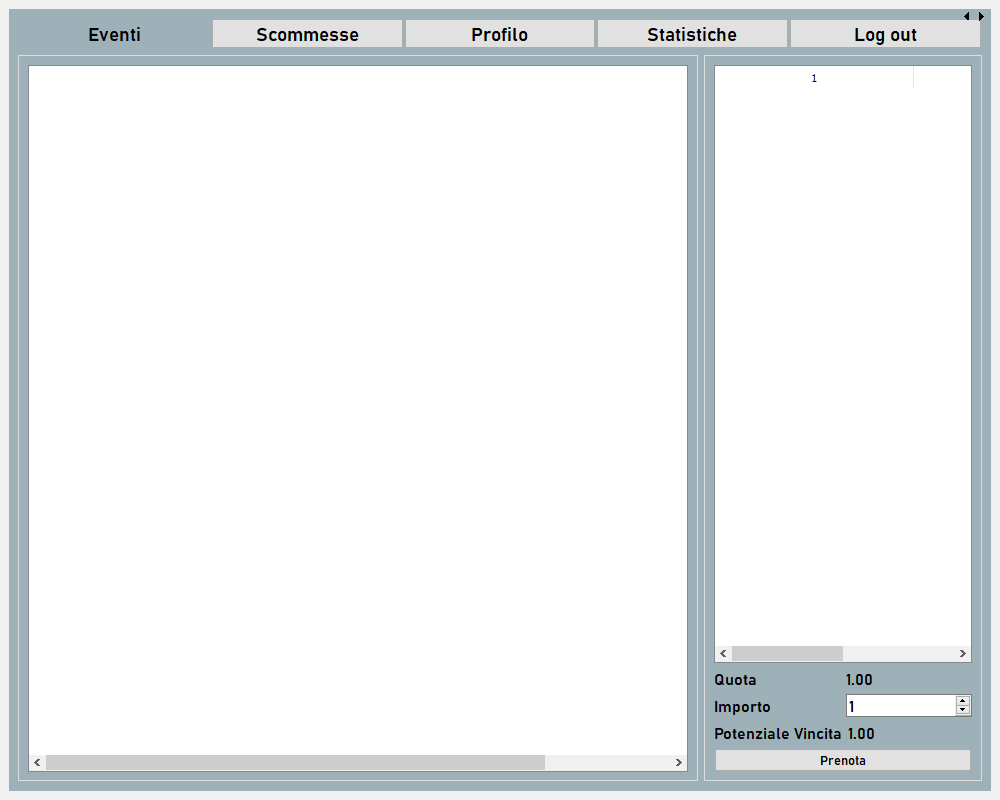 Eventi Scommesse Profilo Statistiche Log out
1
Quota 1.00
Importo 1
Potenziale Vincita 1.00
Prenota